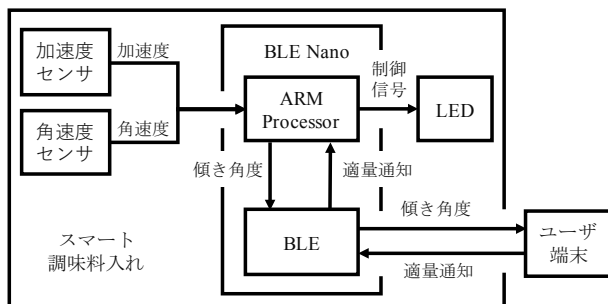 加速度
センサ
加速度
角速度
センサ
角速度
BLE Nano
ARM
Processor
制御
信号
LED
傾き角度
適量通知
BLE
傾き角度
適量通知
ユーザ
端末
スマート
調味料入れ